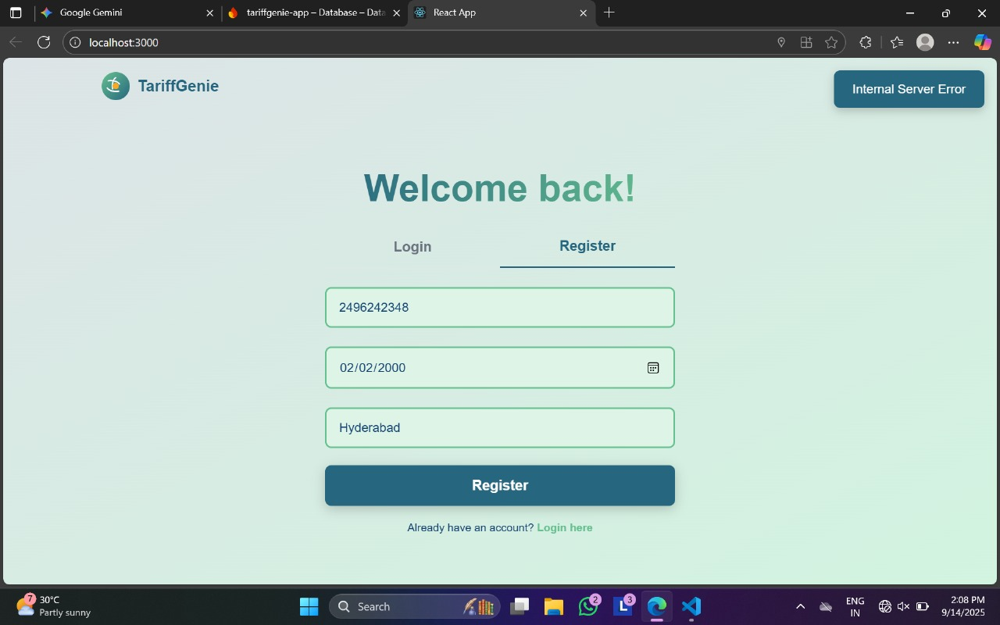 Google Gemini
tariffgenie-app – Database – Data
React App
localhost:3000
TariffGenie
Internal Server Error
Welcome back!
Login
Register
2496242348
02/02/2000
Hyderabad
Register
Already have an account? Login here
7
30°C
Partly sunny
Search
2
L
3
ENG
IN
2:08 PM
9/14/2025